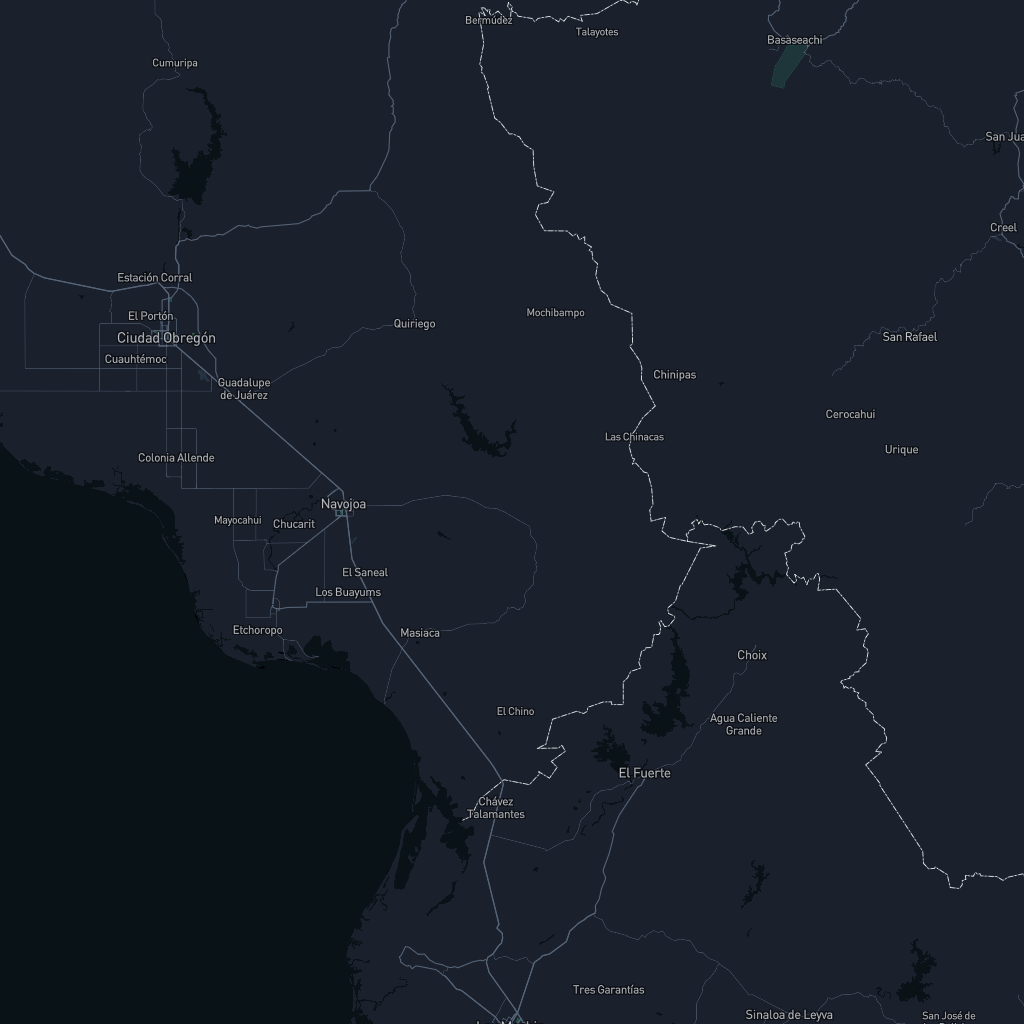 Bermúdez
Talayotes
Basaseachi
Cumuripa
San Jua
Creel
Estación Corral
El Portón
Ciudad Obregón
Cuauhtémoc
Quiriego
Mochibampo
San Rafael
Guadalupe
de Juárez
Chinipas
Cerocahui
Las Chinacas
Urique
Colonia Allende
Navojoa
Mayocahui
Chucarit
El Saneal
Los Buayums
Etchoropo
Masiaca
Choix
El Chino
Agua Caliente
Grande
El Fuerte
Chávez
Talamantes
Tres Garantías
Sinaloa de Leyva
San José de